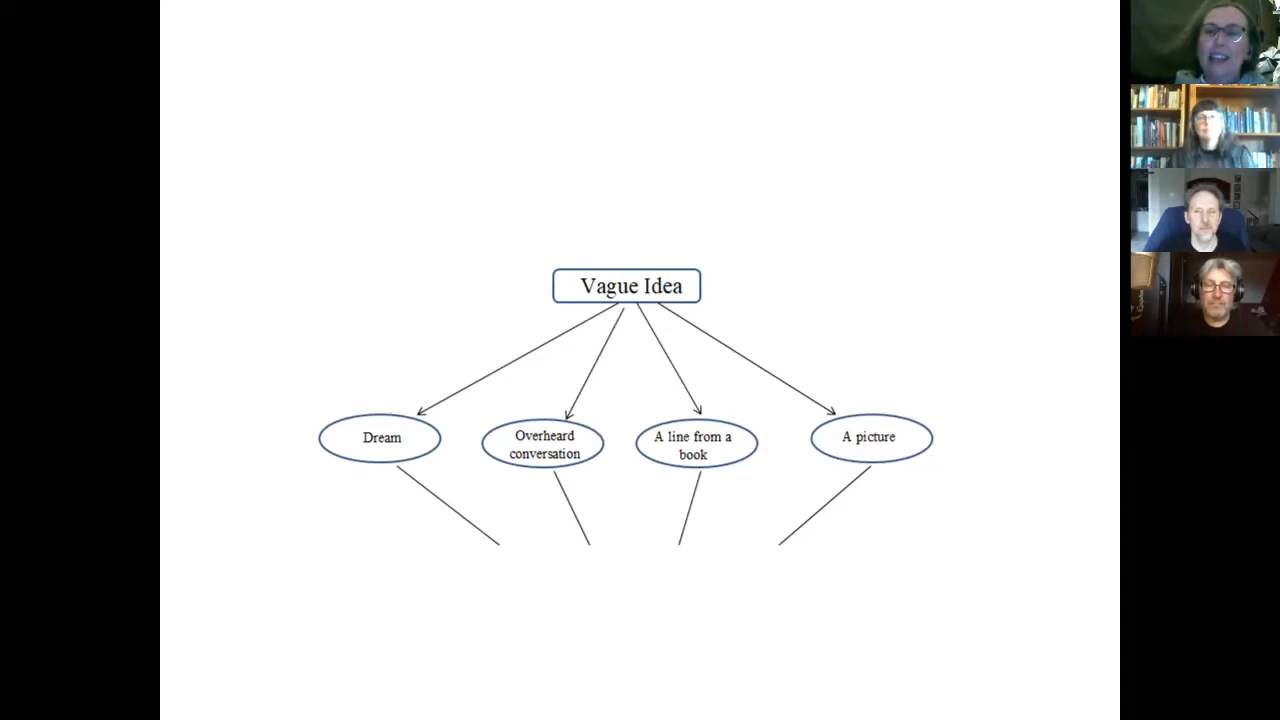 Vague Idea
Dream
Overheard
conversation
A line from a
book
A picture